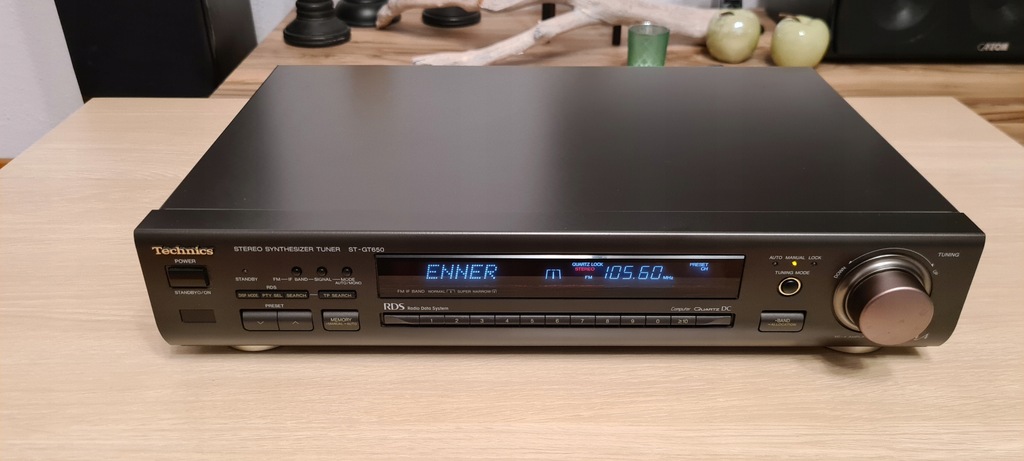 Technics
STEREO SYNTHESIZER TUNER ST-GT650
POWER
STANDBY⏻/ON
STANDBY
FM
IF BAND
SIGNAL
MODE
AUTO/MONO
RDS
DISP MODE
PTY SEL
SEARCH
TP SEARCH
PRESET
MEMORY
ENNER
QUARTZ LOCK
STEREO
FM
105.60 MHz
PRESET
CH
FM IF BAND NORMAL SUPER NARROW
RDS Radio Data System
Computer QUARTS DC
1 2 3 4 5 6 7 8 9 0 ≥10
AUTO MANUAL LOCK
TUNING MODE
BAND
TUNING
DOWN
UP